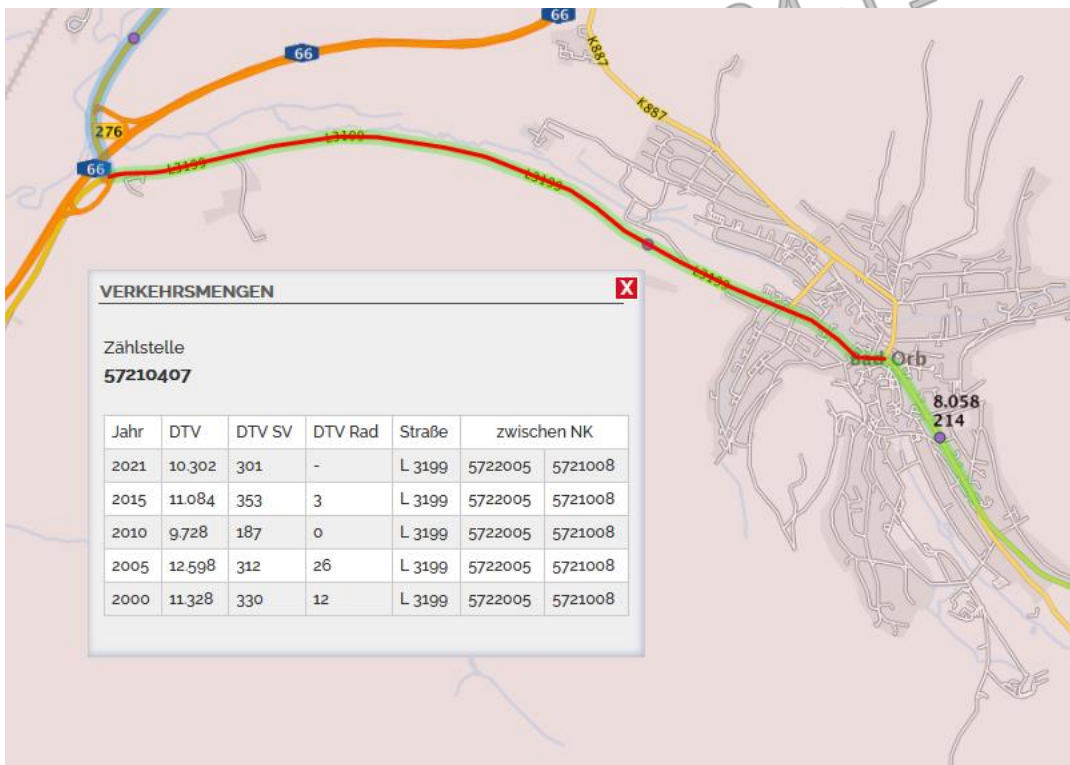 66
K887
66
K887
276
L3199
66
L3199
L3199
L3199
Bad Orb
8.058
214
VERKEHRSMENGEN
X
Zählstelle
57210407
Jahr DTV DTV SV DTV Rad Straße zwischen NK
2021 10.302 301 - L 3199 5722005 5721008
2015 11.084 353 3 L 3199 5722005 5721008
2010 9.728 187 0 L 3199 5722005 5721008
2005 12.598 312 26 L 3199 5722005 5721008
2000 11.328 330 12 L 3199 5722005 5721008